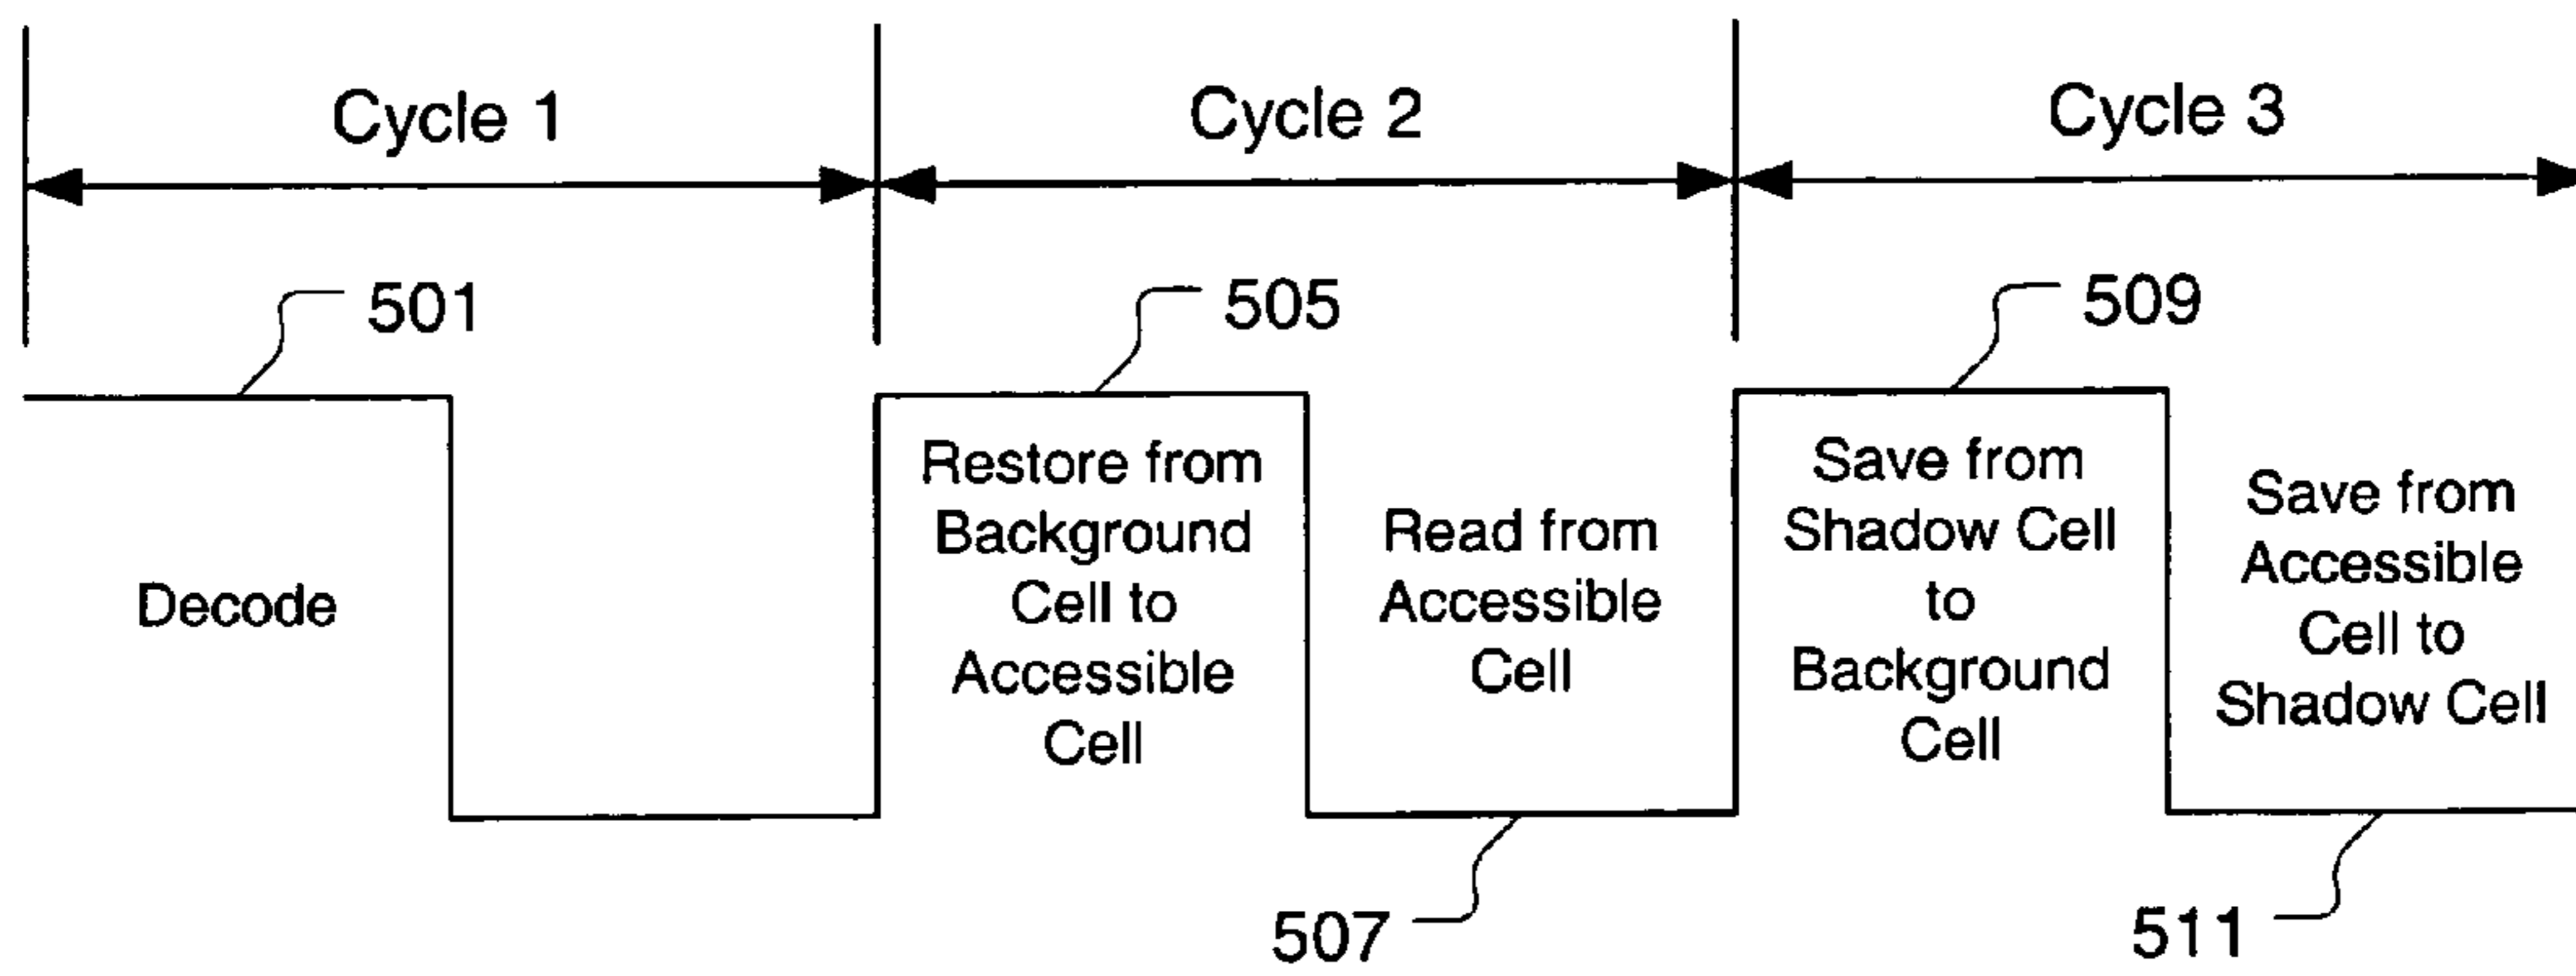 Cycle 1
Cycle 2
Cycle 3
501
505
509
Decode
Restore from
Background
Cell to
Accessible
Cell
Read from
Accessible
Cell
Save from
Shadow Cell
to
Background
Cell
Save from
Accessible
Cell to
Shadow Cell
507
511